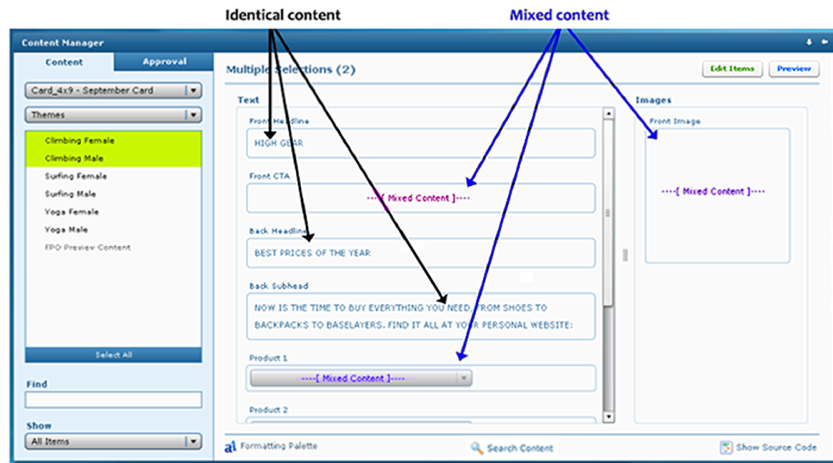 Identical content
Mixed content
Content Manager
Content
Approval
Card_4x9 - September Card
Themes
Climbing Female
Climbing Male
Surfing Female
Surfing Male
Yoga Female
Yoga Male
FPO Preview Content
Select All
Find
Show
All Items
Multiple Selections (2)
Edit Items
Preview
Text
Front Headline
HIGH GEAR
Front CTA
----[ Mixed Content ]----
Back Headline
BEST PRICES OF THE YEAR
Back Subhead
NOW IS THE TIME TO BUY EVERYTHING YOU NEED, FROM SHOES TO
BACKPACKS TO BASELAYERS. FIND IT ALL AT YOUR PERSONAL WEBSITE:
Product 1
----[ Mixed Content ]----
Product 2
Images
Front Image
----[ Mixed Content ]----
aI Formatting Palette
Search Content
Show Source Code